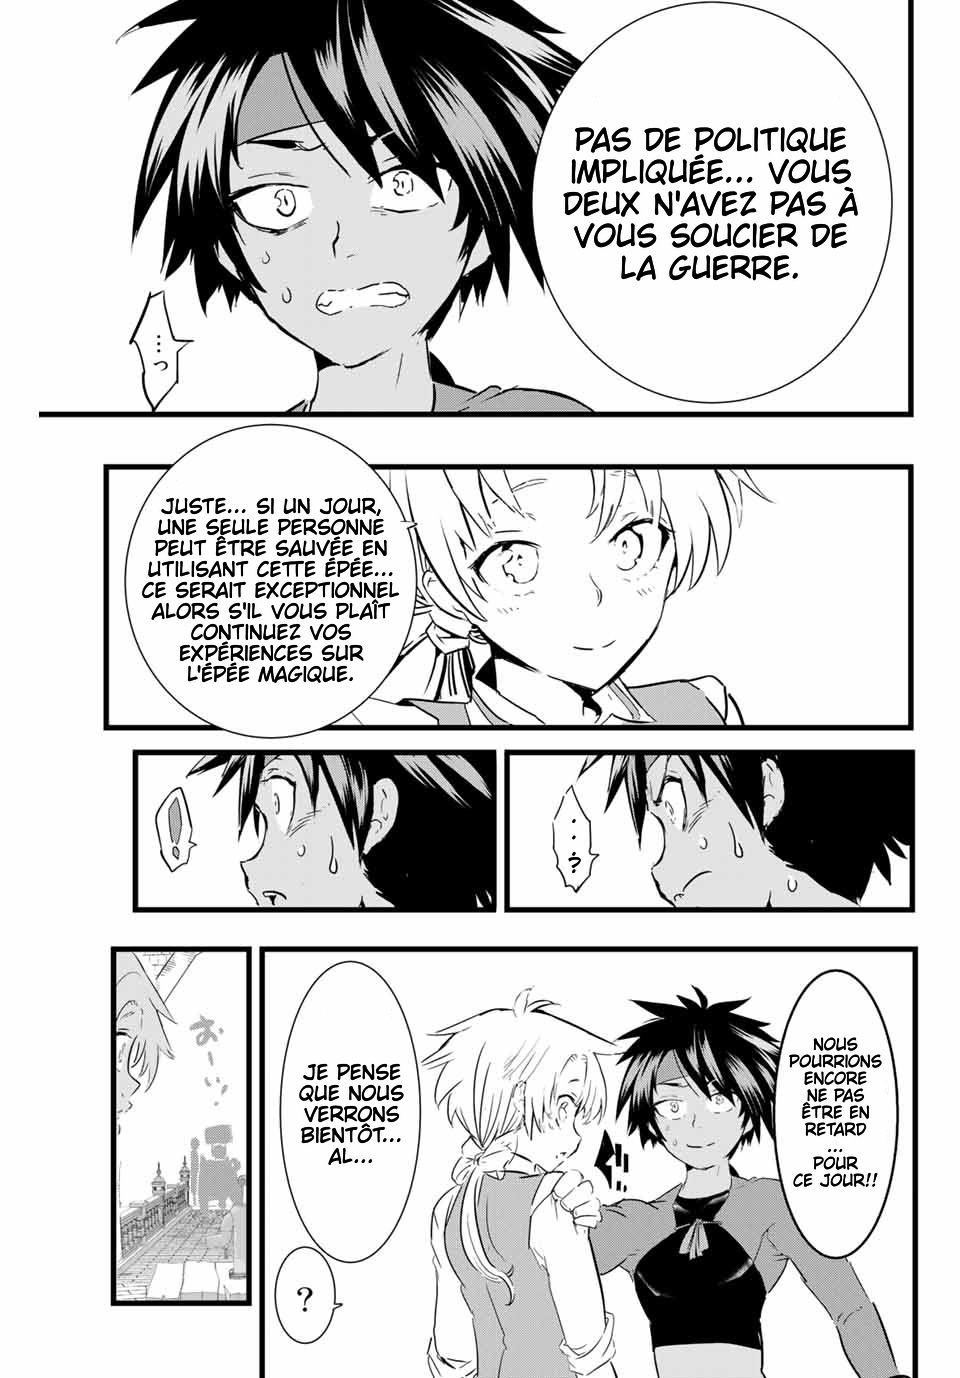 PAS DE POLITIQUE
IMPLIQUÉE... VOUS
DEUX N'AVEZ PAS À
VOUS SOUCIER DE
LA GUERRE.
...っ
JUSTE... SI UN JOUR,
UNE SEULE PERSONNE
PEUT ÊTRE SAUVÉE EN
UTILISANT CETTE ÉPÉE...
CE SERAIT EXCEPTIONNEL
ALORS S'IL VOUS PLAÎT
CONTINUEZ VOS
EXPÉRIENCES SUR
L'ÉPÉE MAGIQUE.
...?
!
NOUS
POURRIONS
ENCORE
NE PAS
ÊTRE EN
RETARD
...
POUR
CE JOUR!!
JE PENSE
QUE NOUS
VERRONS
BIENTÔT...
AL...
?
おーい